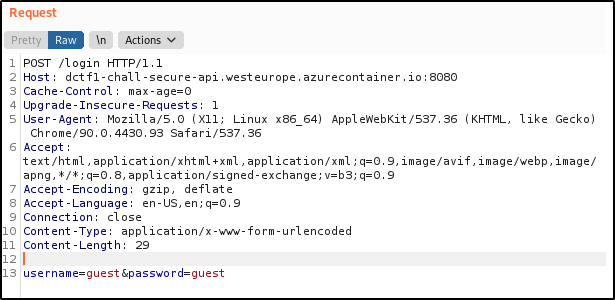 Request
Pretty Raw \n Actions
1 POST /login HTTP/1.1
2 Host: dctf1-chall-secure-api.westeurope.azurecontainer.io:8080
3 Cache-Control: max-age=0
4 Upgrade-Insecure-Requests: 1
5 User-Agent: Mozilla/5.0 (X11; Linux x86_64) AppleWebKit/537.36 (KHTML, like Gecko)
Chrome/90.0.4430.93 Safari/537.36
6 Accept:
text/html,application/xhtml+xml,application/xml;q=0.9,image/avif,image/webp,image/
apng,*/*;q=0.8,application/signed-exchange;v=b3;q=0.9
7 Accept-Encoding: gzip, deflate
8 Accept-Language: en-US,en;q=0.9
9 Connection: close
10 Content-Type: application/x-www-form-urlencoded
11 Content-Length: 29
12
13 username=guest&password=guest